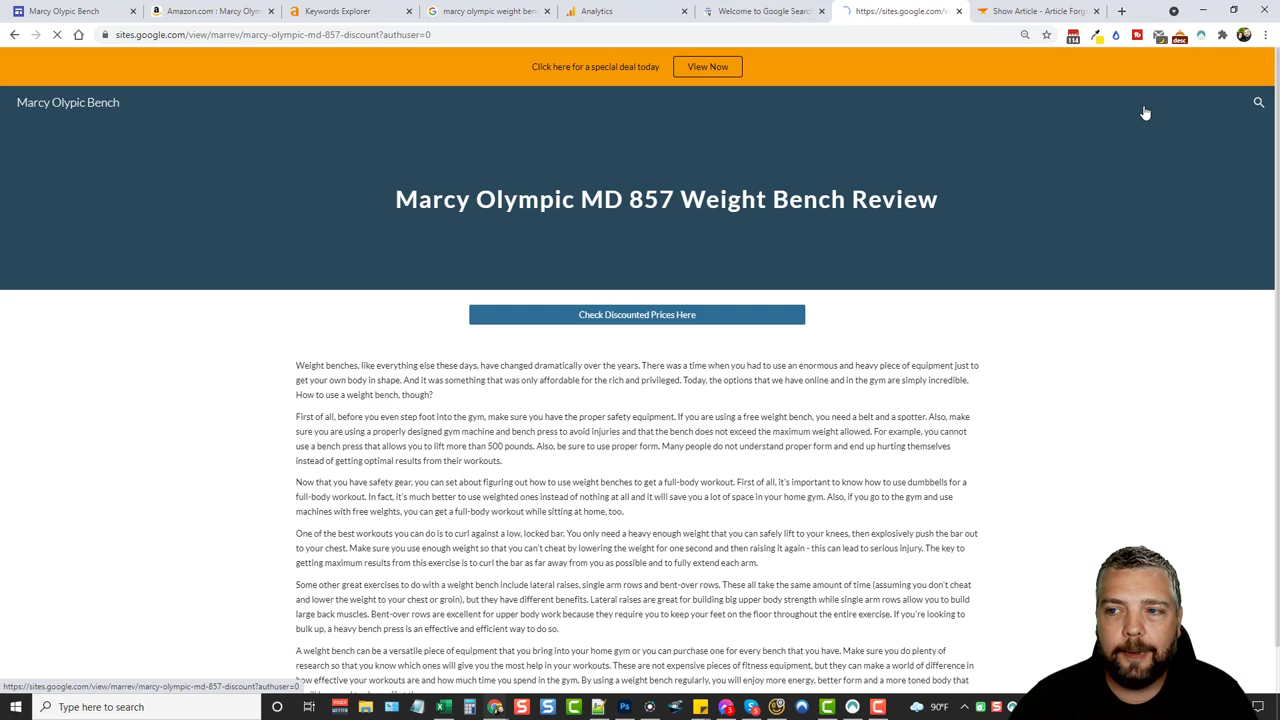 Marcy Olypic Bench
Amazon.com : Marcy Olym
Keywords Explorer
marcy olympic weight ben
Analytics
Welcome to Google Search
https://sites.google.com/v
Show Article - Article Forg
sites.google.com/view/marrev/marcy-olympic-md-857-discount?authuser=0
114
desc
Click here for a special deal today
View Now
Marcy Olypic Bench
Marcy Olympic MD 857 Weight Bench Review
Check Discounted Prices Here
Weight benches, like everything else these days, have changed dramatically over the years. There was a time when you had to use an enormous and heavy piece of equipment just to
get your own body in shape. And it was something that was only affordable for the rich and privileged. Today, the options that we have online and in the gym are simply incredible.
How to use a weight bench, though?
First of all, before you even step foot into the gym, make sure you have the proper safety equipment. If you are using a free weight bench, you need a belt and a spotter. Also, make
sure you are using a properly designed gym machine and bench press to avoid injuries and that the bench does not exceed the maximum weight allowed. For example, you cannot
use a bench press that allows you to lift more than 500 pounds. Also, be sure to use proper form. Many people do not understand proper form and end up hurting themselves
instead of getting optimal results from their workouts.
Now that you have safety gear, you can set about figuring out how to use weight benches to get a full-body workout. First of all, it's important to know how to use dumbbells for a
full-body workout. In fact, it's much better to use weighted ones instead of nothing at all and it will save you a lot of space in your home gym. Also, if you go to the gym and use
machines with free weights, you can get a full-body workout while sitting at home, too.
One of the best workouts you can do is to curl against a low, locked bar. You only need a heavy enough weight that you can safely lift to your knees, then explosively push the bar out
to your chest. Make sure you use enough weight so that you can't cheat by lowering the weight for one second and then raising it again - this can lead to serious injury. The key to
getting maximum results from this exercise is to curl the bar as far away from you as possible and to fully extend each arm.
Some other great exercises to do with a weight bench include lateral raises, single arm rows and bent-over rows. These all take the same amount of time (assuming you don't cheat
and lower the weight to your chest or groin), but they have different benefits. Lateral raises are great for building big upper body strength while single arm rows allow you to build
large back muscles. Bent-over rows are excellent for upper body work because they require you to keep your feet on the floor throughout the entire exercise. If you're looking to
bulk up, a heavy bench press is an effective and efficient way to do so.
A weight bench can be a versatile piece of equipment that you bring into your home gym or you can purchase one for every bench that you have. Make sure you do plenty of
research so that you know which ones will give you the most help in your workouts. These are not expensive pieces of fitness equipment, but they can make a world of difference in
how effective your workouts are and how much time you spend in the gym. By using a weight bench regularly, you will enjoy more energy, better form and a more toned body that
https://sites.google.com/view/marrev/marcy-olympic-md-857-discount?authuser=0
Type here to search
90°F